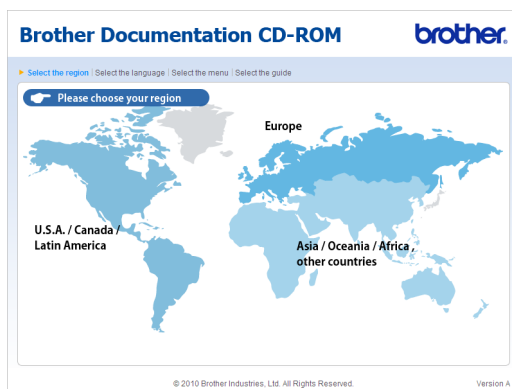 Brother Documentation CD-ROM
brother
Select the region | Select the language | Select the menu | Select the guide
Please choose your region
Europe
U.S.A. / Canada /
Latin America
Asia / Oceania / Africa ,
other countries
© 2010 Brother Industries, Ltd. All Rights Reserved.
Version A